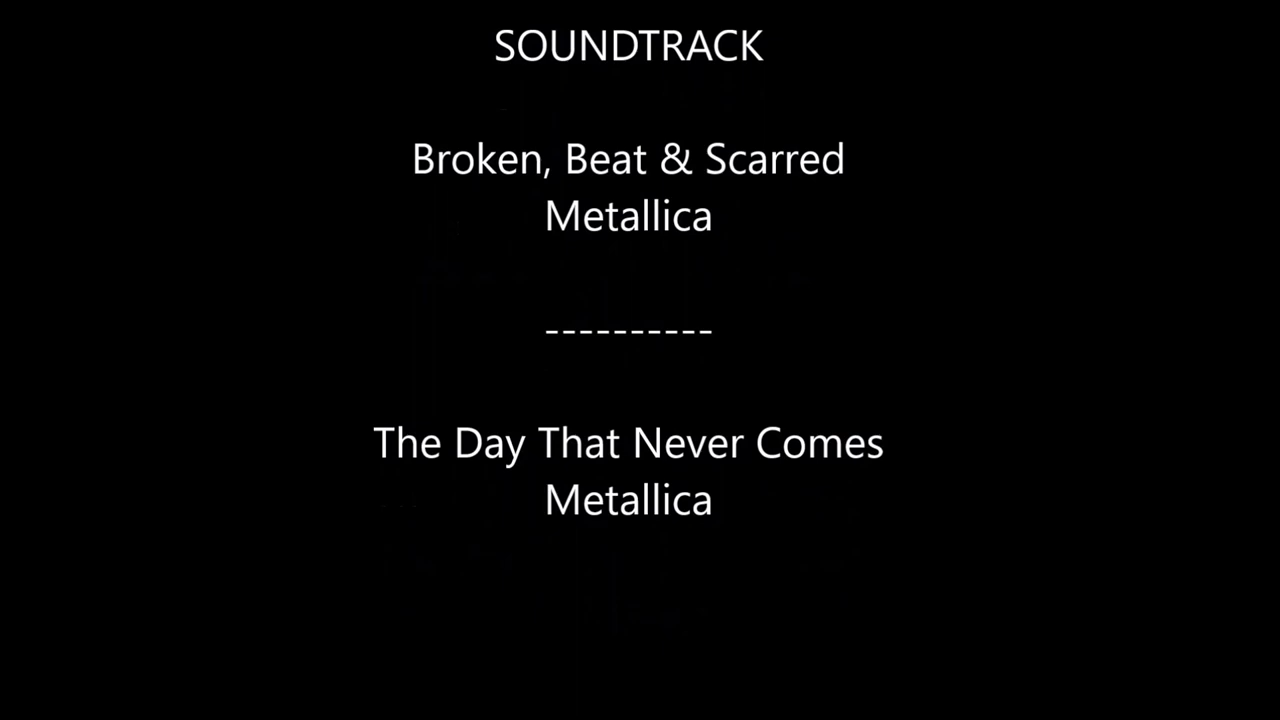 SOUNDTRACK
Broken, Beat & Scarred
Metallica
----------
The Day That Never Comes
Metallica